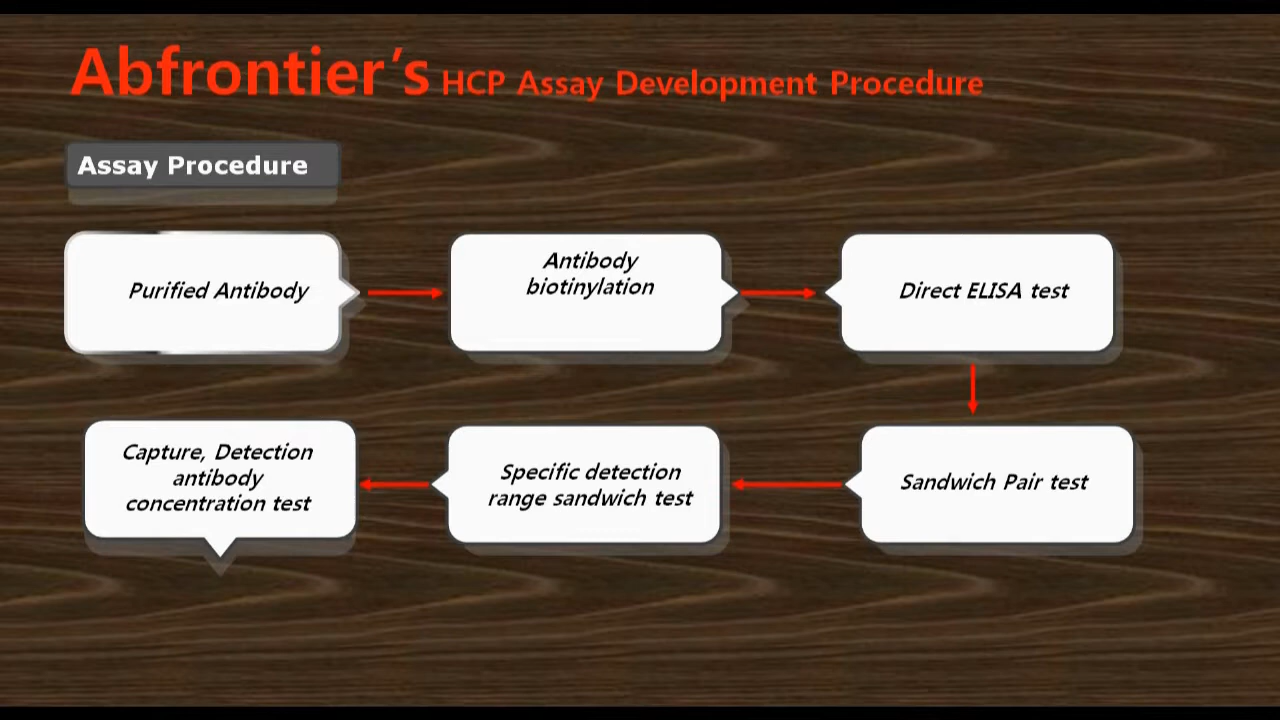 Abfrontier’s HCP Assay Development Procedure
Assay Procedure
Purified Antibody
Antibody
biotinylation
Direct ELISA test
Sandwich Pair test
Specific detection
range sandwich test
Capture, Detection
antibody
concentration test